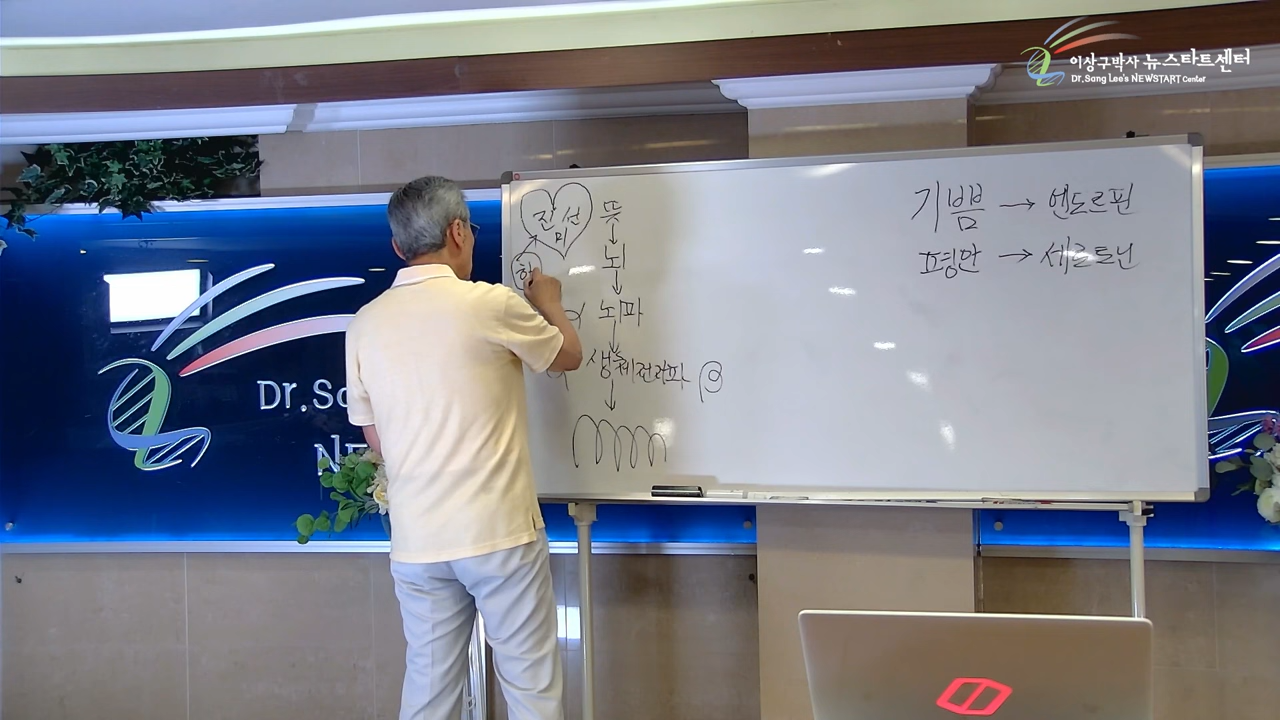 이상구박사 뉴스타트센터
Dr.Sang Lee's NEWSTART Center
진 선
미
뜻
뇌
α 뇌파
α 생체전자파 β
기쁨 → 엔도르핀
평안 → 세로토닌
Dr.Sa
NE